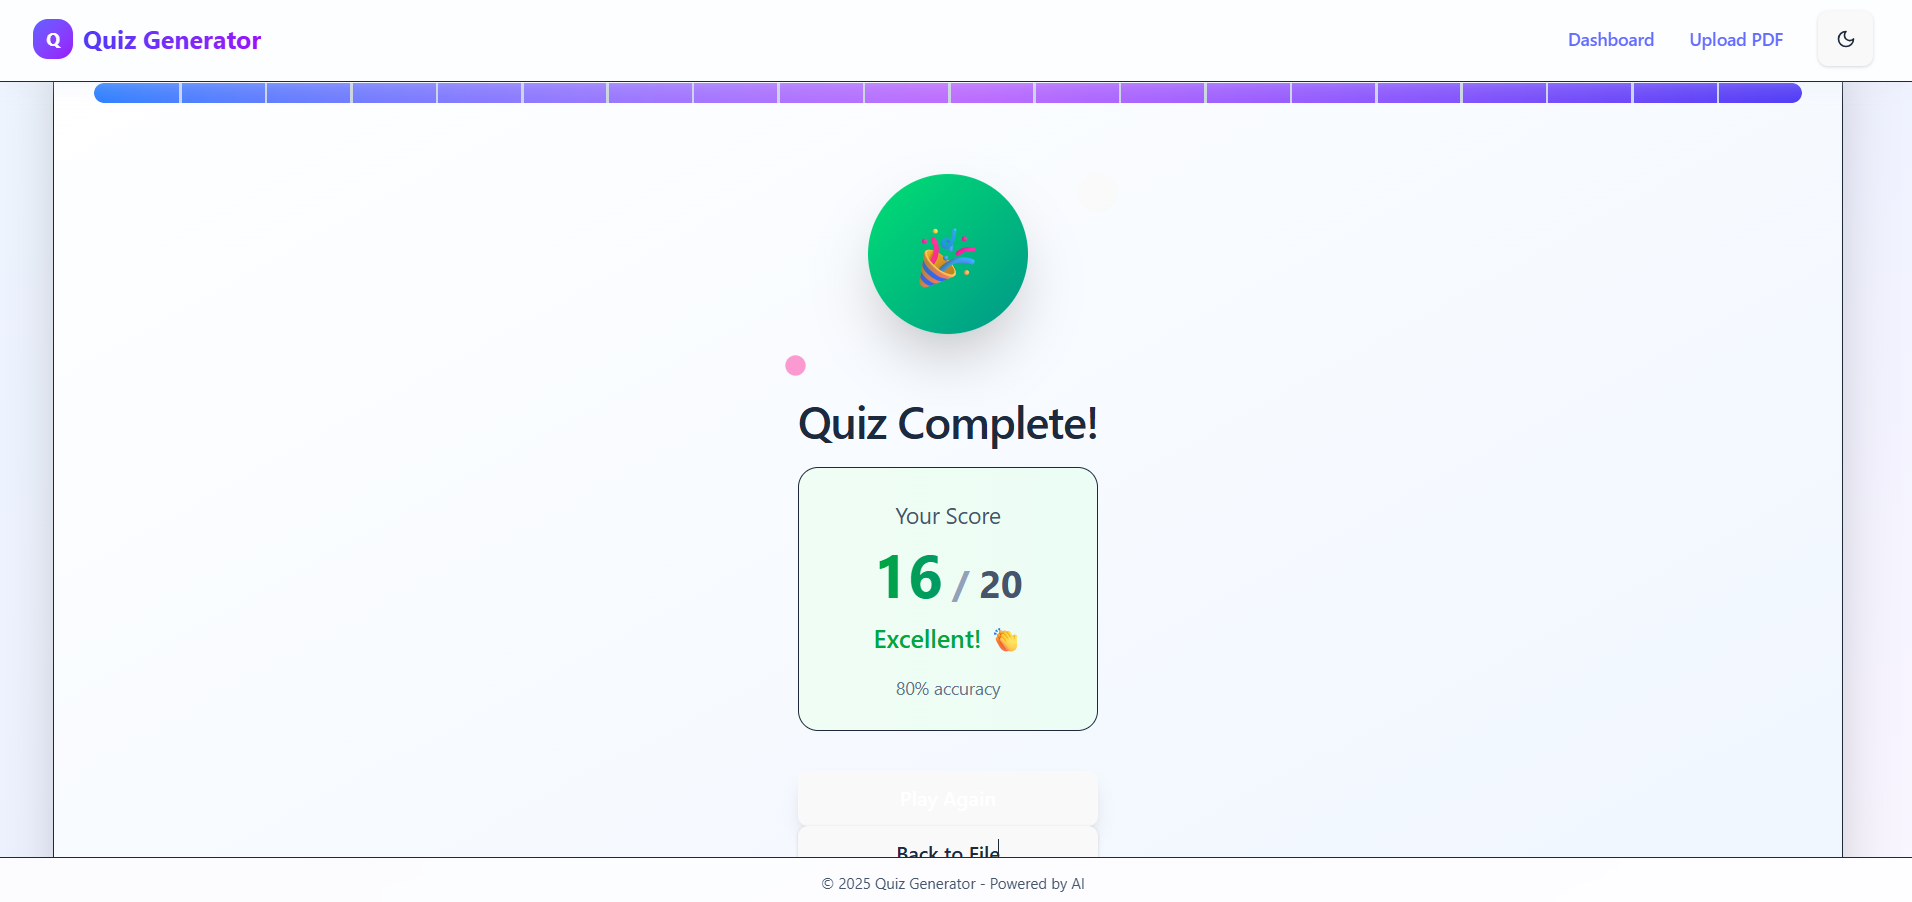 Q Quiz Generator
Dashboard
Upload PDF
Quiz Complete!
Your Score
16 / 20
Excellent! 👏
80% accuracy
Play Again
Back to File
© 2025 Quiz Generator - Powered by AI